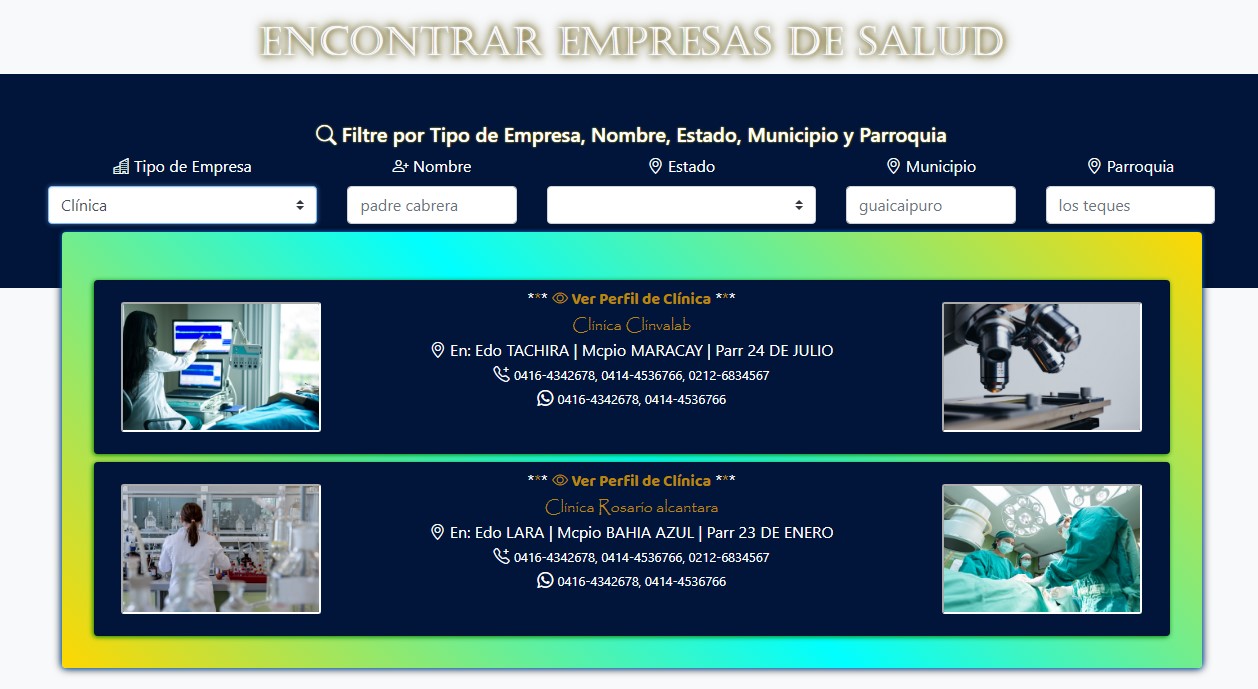 ENCONTRAR EMPRESAS DE SALUD
Filtre por Tipo de Empresa, Nombre, Estado, Municipio y Parroquia
Tipo de Empresa Nombre Estado Municipio Parroquia
Clínica padre cabrera guaicaipuro los teques
*** Ver Perfil de Clínica ***
Clínica Clinvalab
En: Edo TACHIRA | Mcpio MARACAY | Parr 24 DE JULIO
0416-4342678, 0414-4536766, 0212-6834567
0416-4342678, 0414-4536766
*** Ver Perfil de Clínica ***
Clínica Rosario alcantara
En: Edo LARA | Mcpio BAHIA AZUL | Parr 23 DE ENERO
0416-4342678, 0414-4536766, 0212-6834567
0416-4342678, 0414-4536766